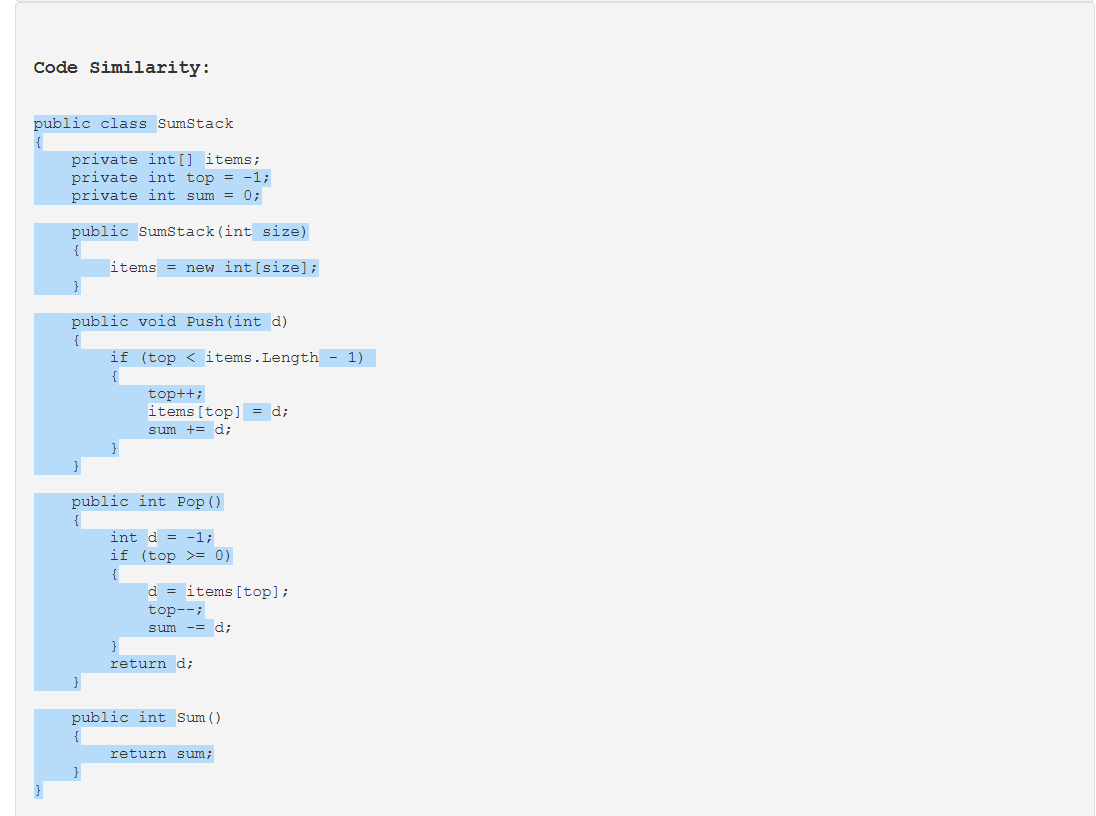 Code Similarity:
public class SumStack
{
    private int[] items;
    private int top = -1;
    private int sum = 0;
    public SumStack(int size)
    {
        items = new int[size];
    }
    public void Push(int d)
    {
        if (top < items.Length - 1)
        {
            top++;
            items[top] = d;
            sum += d;
        }
    }
    public int Pop()
    {
        int d = -1;
        if (top >= 0)
        {
            d = items[top];
            top--;
            sum -= d;
        }
        return d;
    }
    public int Sum()
    {
        return sum;
    }
}